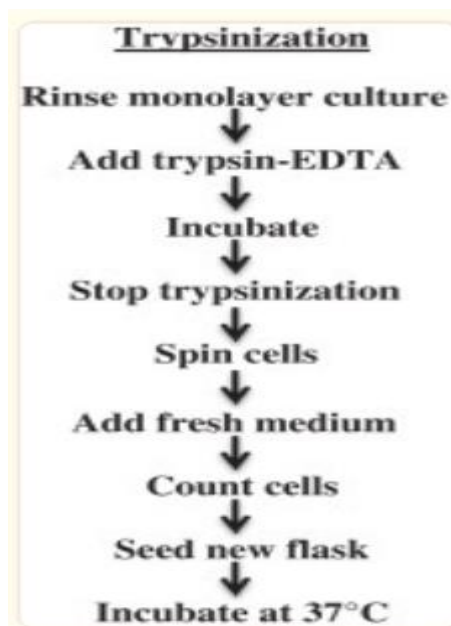 Trypsinization
Rinse monolayer culture
Add trypsin-EDTA
Incubate
Stop trypsinization
Spin cells
Add fresh medium
Count cells
Seed new flask
Incubate at 37°C